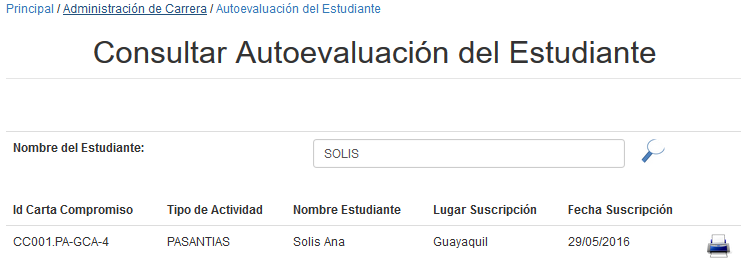 Principal / Administración de Carrera / Autoevaluación del Estudiante
Consultar Autoevaluación del Estudiante
Nombre del Estudiante: SOLIS
Id Carta Compromiso Tipo de Actividad Nombre Estudiante Lugar Suscripción Fecha Suscripción
CC001.PA-GCA-4 PASANTIAS Solis Ana Guayaquil 29/05/2016